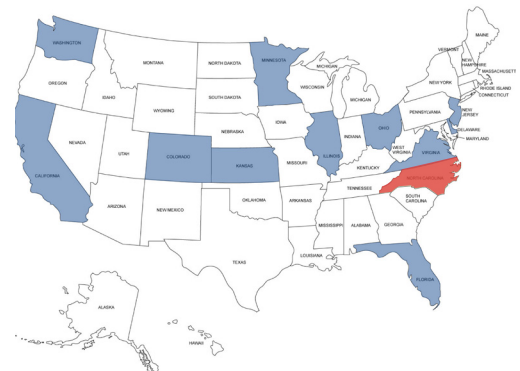 MAINE
WASHINGTON
MONTANA
NORTH DAKOTA
MINNESOTA
VERMONT
NEW
HAMPSHIRE
MASSACHUSETTS
MICHIGAN
OREGON
IDAHO
SOUTH DAKOTA
WISCONSIN
NEW YORK
RHODE ISLAND
CONNECTICUT
WYOMING
MICHIGAN
PENNSYLVANIA
NEW
JERSEY
NEBRASKA
IOWA
NEVADA
UTAH
COLORADO
KANSAS
MISSOURI
ILLINOIS
INDIANA
OHIO
WEST
VIRGINIA
VIRGINIA
DELAWARE
MARYLAND
CALIFORNIA
KENTUCKY
NORTH CAROLINA
TENNESSEE
ARIZONA
NEW MEXICO
OKLAHOMA
ARKANSAS
SOUTH
CAROLINA
MISSISSIPPI
ALABAMA
GEORGIA
TEXAS
LOUISIANA
FLORIDA
ALASKA
HAWAII